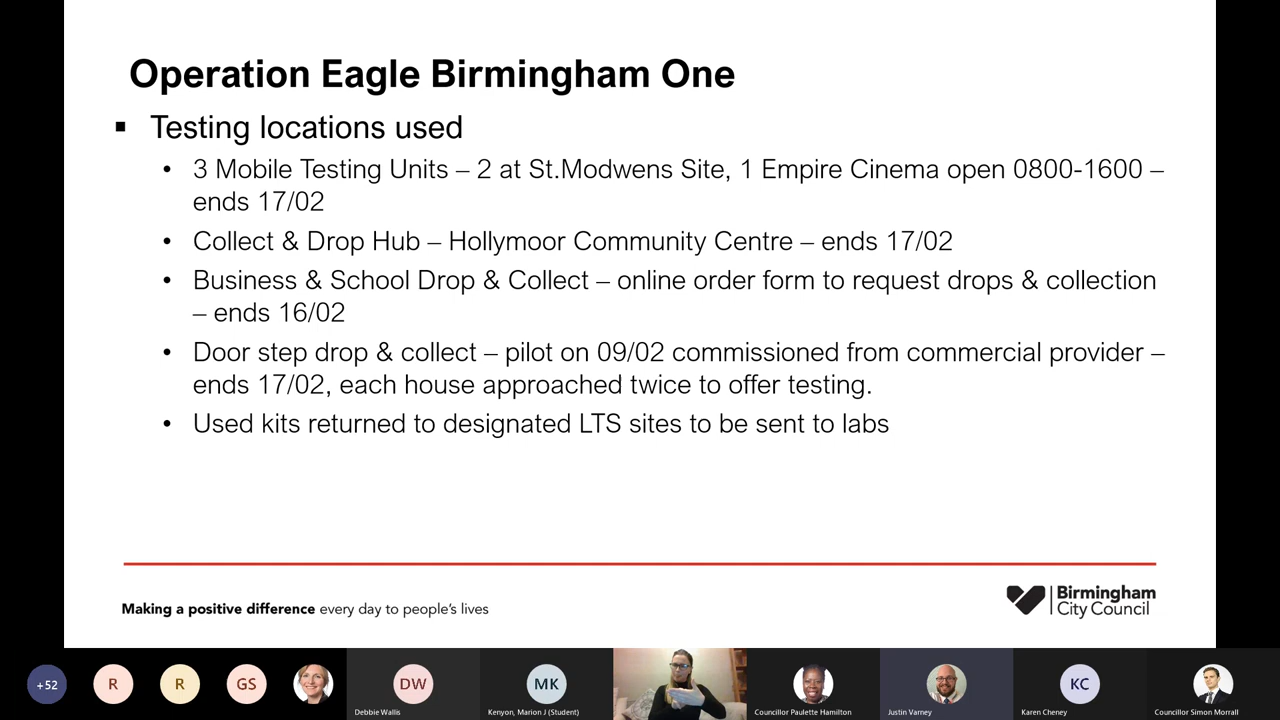 Operation Eagle Birmingham One
▪ Testing locations used
• 3 Mobile Testing Units – 2 at St.Modwens Site, 1 Empire Cinema open 0800-1600 –
ends 17/02
• Collect & Drop Hub – Hollymoor Community Centre – ends 17/02
• Business & School Drop & Collect – online order form to request drops & collection
– ends 16/02
• Door step drop & collect – pilot on 09/02 commissioned from commercial provider –
ends 17/02, each house approached twice to offer testing.
• Used kits returned to designated LTS sites to be sent to labs
Making a positive difference every day to people's lives
Birmingham
City Council
+52
R
R
GS
DW
MK
KC
Debbie Wallis
Kenyon, Marion J (Student)
Councillor Paulette Hamilton
Justin Varney
Karen Cheney
Councillor Simon Morrall